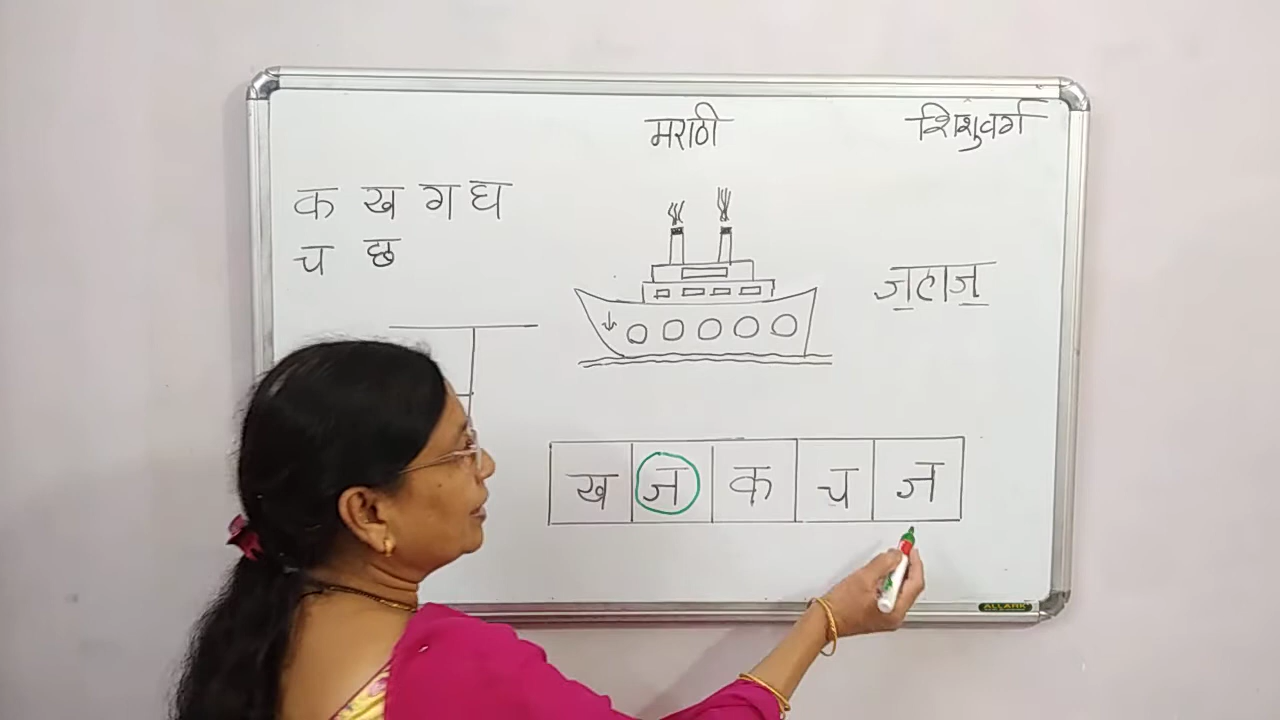 मराठी
शिशुवर्ग
क ख ग घ
च छ
जहाज
ख ज क च ज
ALLARK